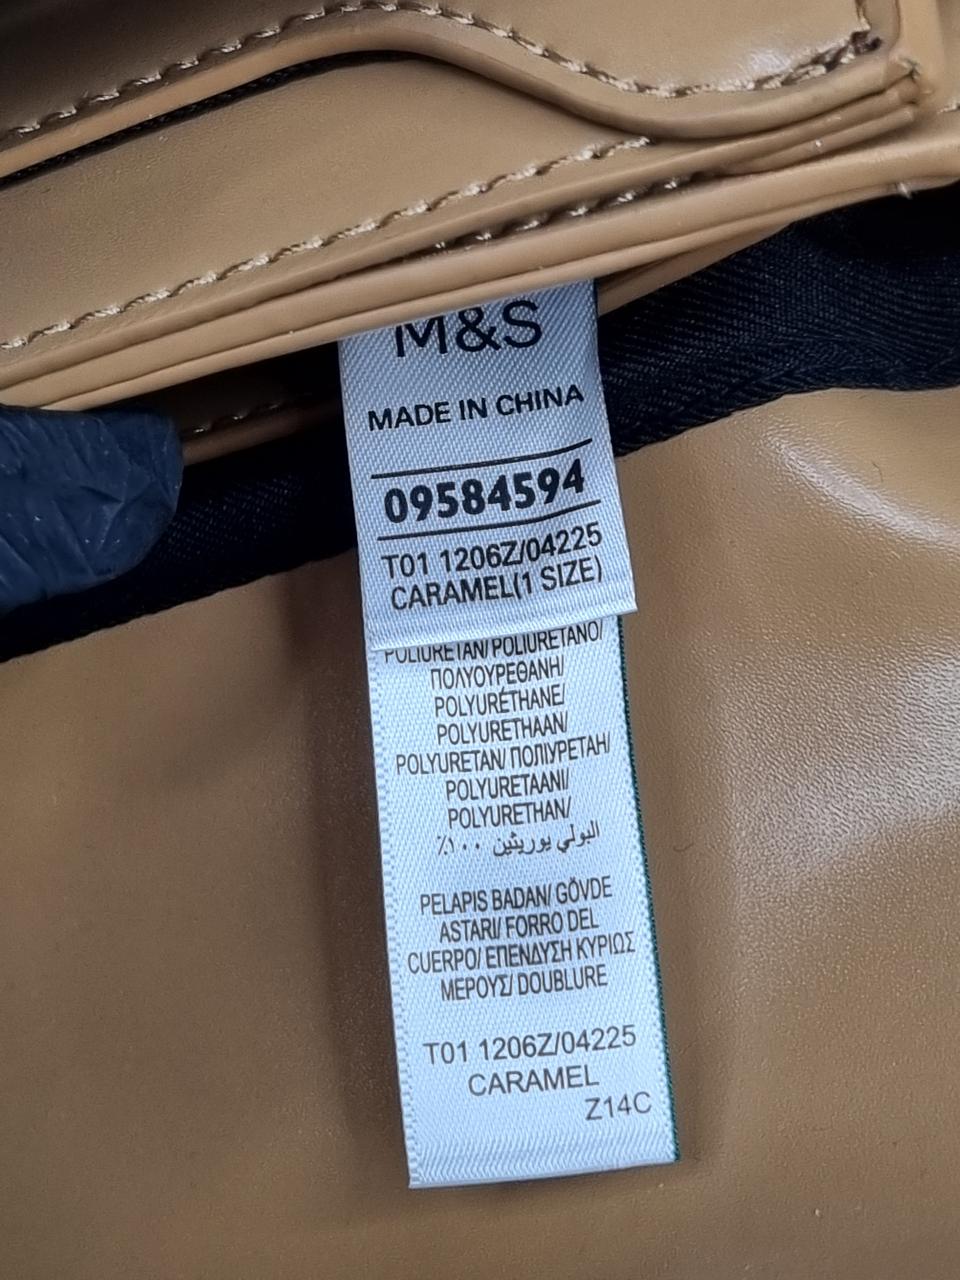 M&S
MADE IN CHINA
09584594
T01 1206Z/04225
CARAMEL(1 SIZE)
POLIURETAN/ POLIURETANO/
ΠΟΛΥΟΥΡΕΘΑΝΗ/
POLYURÉTHANE/
POLYURETHAAN/
POLYURETAN/ ПОЛІУРЕТАН/
POLYURETAANI/
POLYURETHAN/
البولي يوريثين ١٠٠٪
PELAPIS BADAN/ GÖVDE
ASTARI/ FORRO DEL
CUERPO/ ΕΠΕΝΔΥΣΗ ΚΥΡΙΩΣ
ΜΕΡΟΥΣ/ DOUBLURE
T01 1206Z/04225
CARAMEL
Z14C